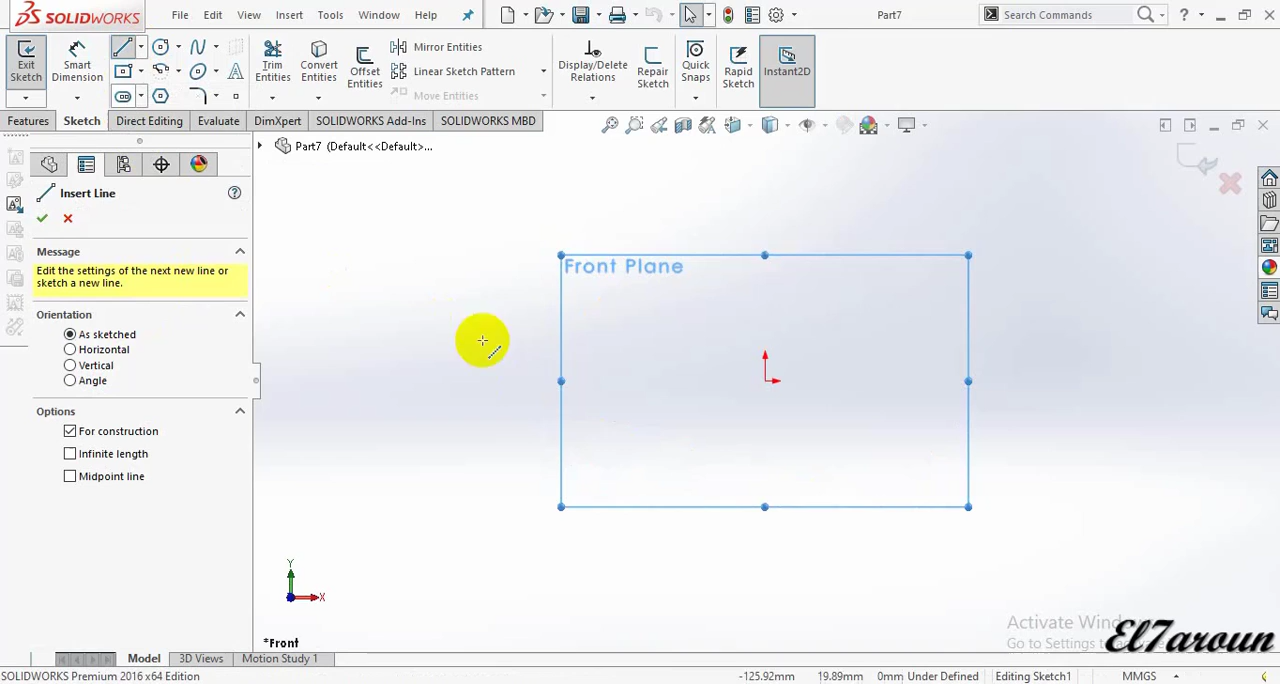 SOLIDWORKS
File Edit View Insert Tools Window Help
Part7
Search Commands
Exit Sketch
Smart Dimension
Trim Entities
Convert Entities
Offset Entities
Mirror Entities
Linear Sketch Pattern
Move Entities
Display/Delete Relations
Repair Sketch
Quick Snaps
Rapid Sketch
Instant2D
Features Sketch Direct Editing Evaluate DimXpert SOLIDWORKS Add-Ins SOLIDWORKS MBD
Part7 (Default<<Default>...
Insert Line
Message
Edit the settings of the next new line or
sketch a new line.
Orientation
As sketched
Horizontal
Vertical
Angle
Options
For construction
Infinite length
Midpoint line
Front Plane
Y
X
*Front
Activate Windo
Go to Settings to
El7aroun
Model 3D Views Motion Study 1
SOLIDWORKS Premium 2016 x64 Edition -125.92mm 19.89mm 0mm Under Defined Editing Sketch1 MMGS